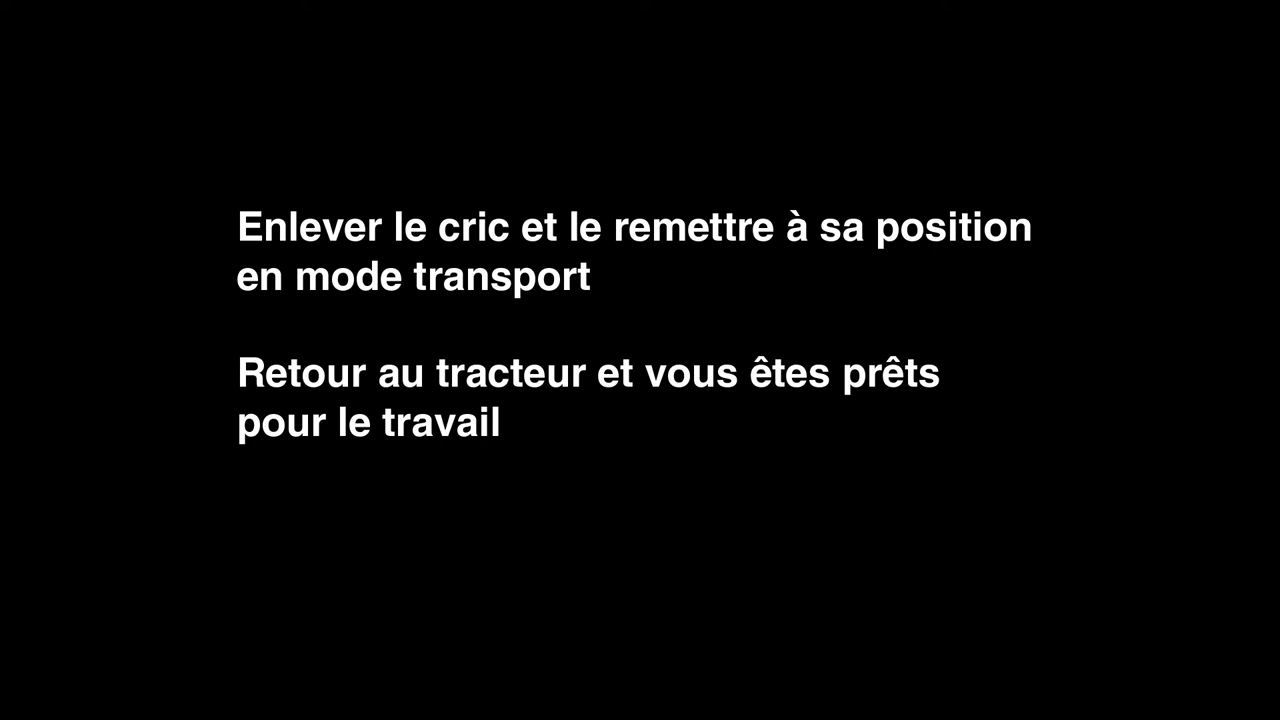 Enlever le cric et le remettre à sa position
en mode transport
Retour au tracteur et vous êtes prêts
pour le travail